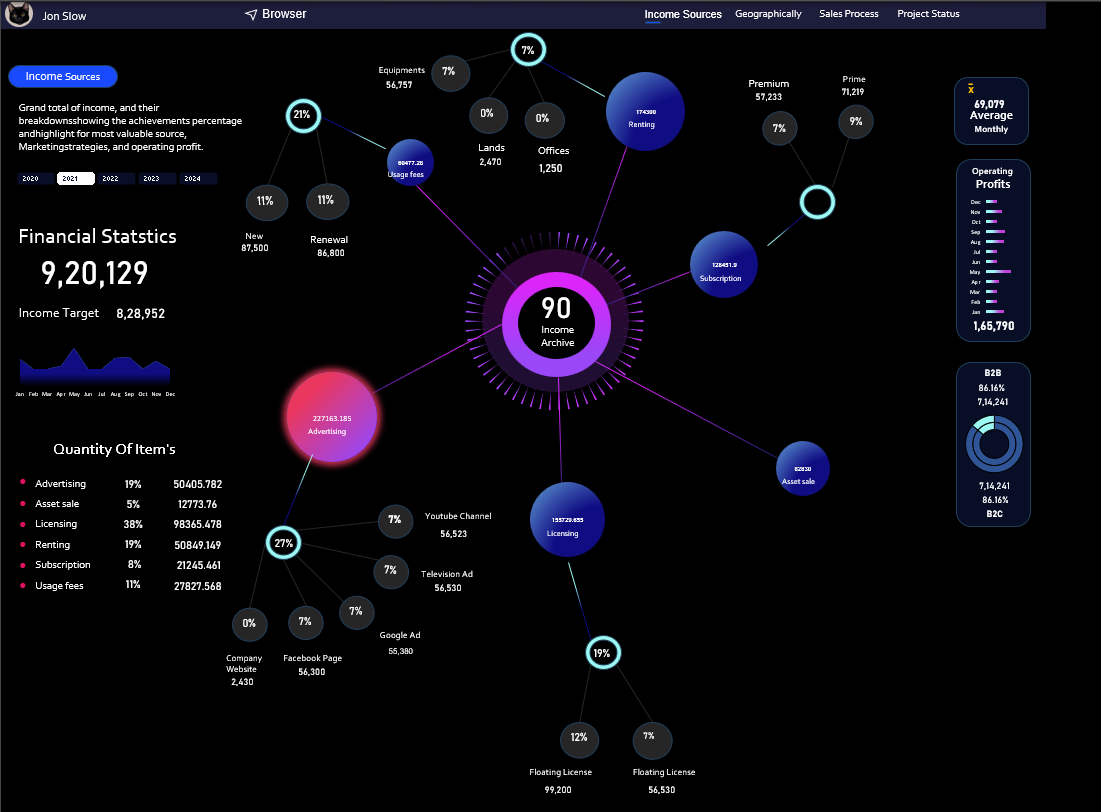 Jon Slow
Browser
Income Sources
Geographically
Sales Process
Project Status
Income Sources
Grand total of income, and their
breakdownsshowing the achievements percentage
andhighlight for most valuable source,
Marketingstrategies, and operating profit.
2020
2021
2022
2023
2024
Financial Statstics
9,20,129
Income Target 8,28,952
Jan Feb Mar Apr May Jun Jul Aug Sep Oct Nov Dec
Quantity Of Item's
Advertising 19% 50405.782
Asset sale 5% 12773.76
Licensing 38% 98365.478
Renting 19% 50849.149
Subscription 8% 21245.461
Usage fees 11% 27827.568
21%
11%
New
87,500
11%
Renewal
86,800
Usage fees
7%
Equipments
56,757
7%
0%
Lands
2,470
0%
Offices
1,250
174300
Renting
Premium
57,233
7%
Prime
71,219
9%
128451.9
Subscription
90
Income
Archive
227163.185
Advertising
27%
7%
Youtube Channel
56,523
7%
Television Ad
56,530
7%
Google Ad
55,380
7%
Facebook Page
56,300
0%
Company
Website
2,430
155729.655
Licensing
19%
12%
Floating License
99,200
7%
Floating License
56,530
82830
Asset sale
x̄
69,079
Average
Monthly
Operating
Profits
Dec
Nov
Oct
Sep
Aug
Jul
Jun
May
Apr
Mar
Feb
Jan
1,65,790
B2B
86.16%
7,14,241
7,14,241
86.16%
B2C